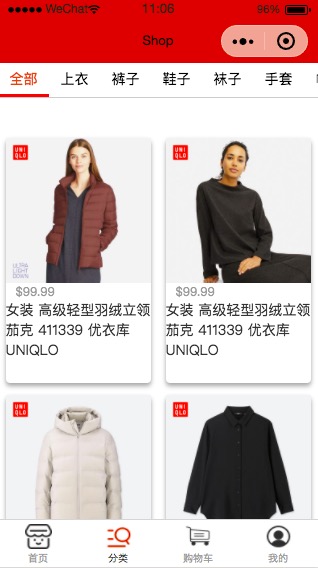 WeChat 11:06 96%
Shop
全部 上衣 裤子 鞋子 袜子 手套
UNI QLO
UNI QLO
ULTRA
LIGHT
DOWN
$99.99 $99.99
女装 高级轻型羽绒立领 女装 高级轻型羽绒立领
茄克 411339 优衣库 茄克 411339 优衣库
UNIQLO UNIQLO
UNI QLO
UNI QLO
首页 分类 购物车 我的